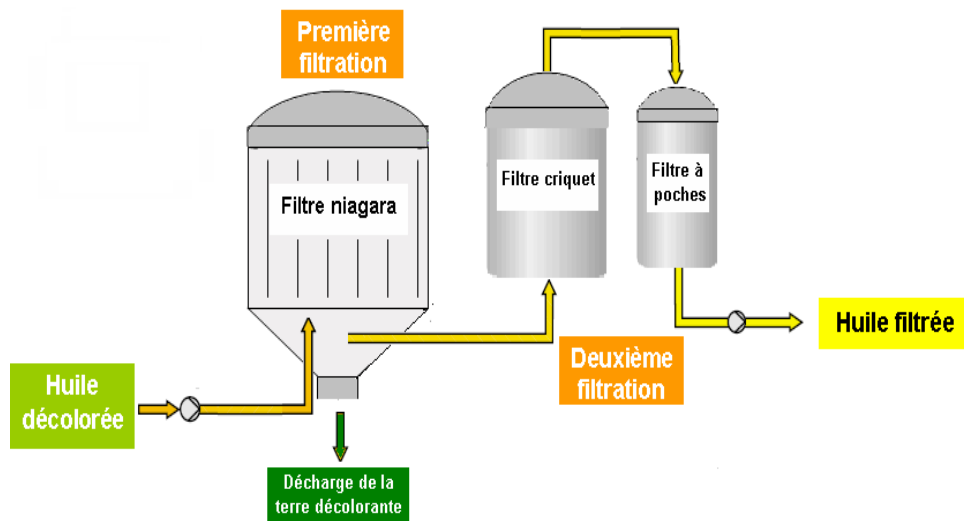 Première
filtration
Filtre niagara
Filtre criquet
Filtre à
poches
Huile filtrée
Deuxième
filtration
Huile
décolorée
Décharge de la
terre décolorante